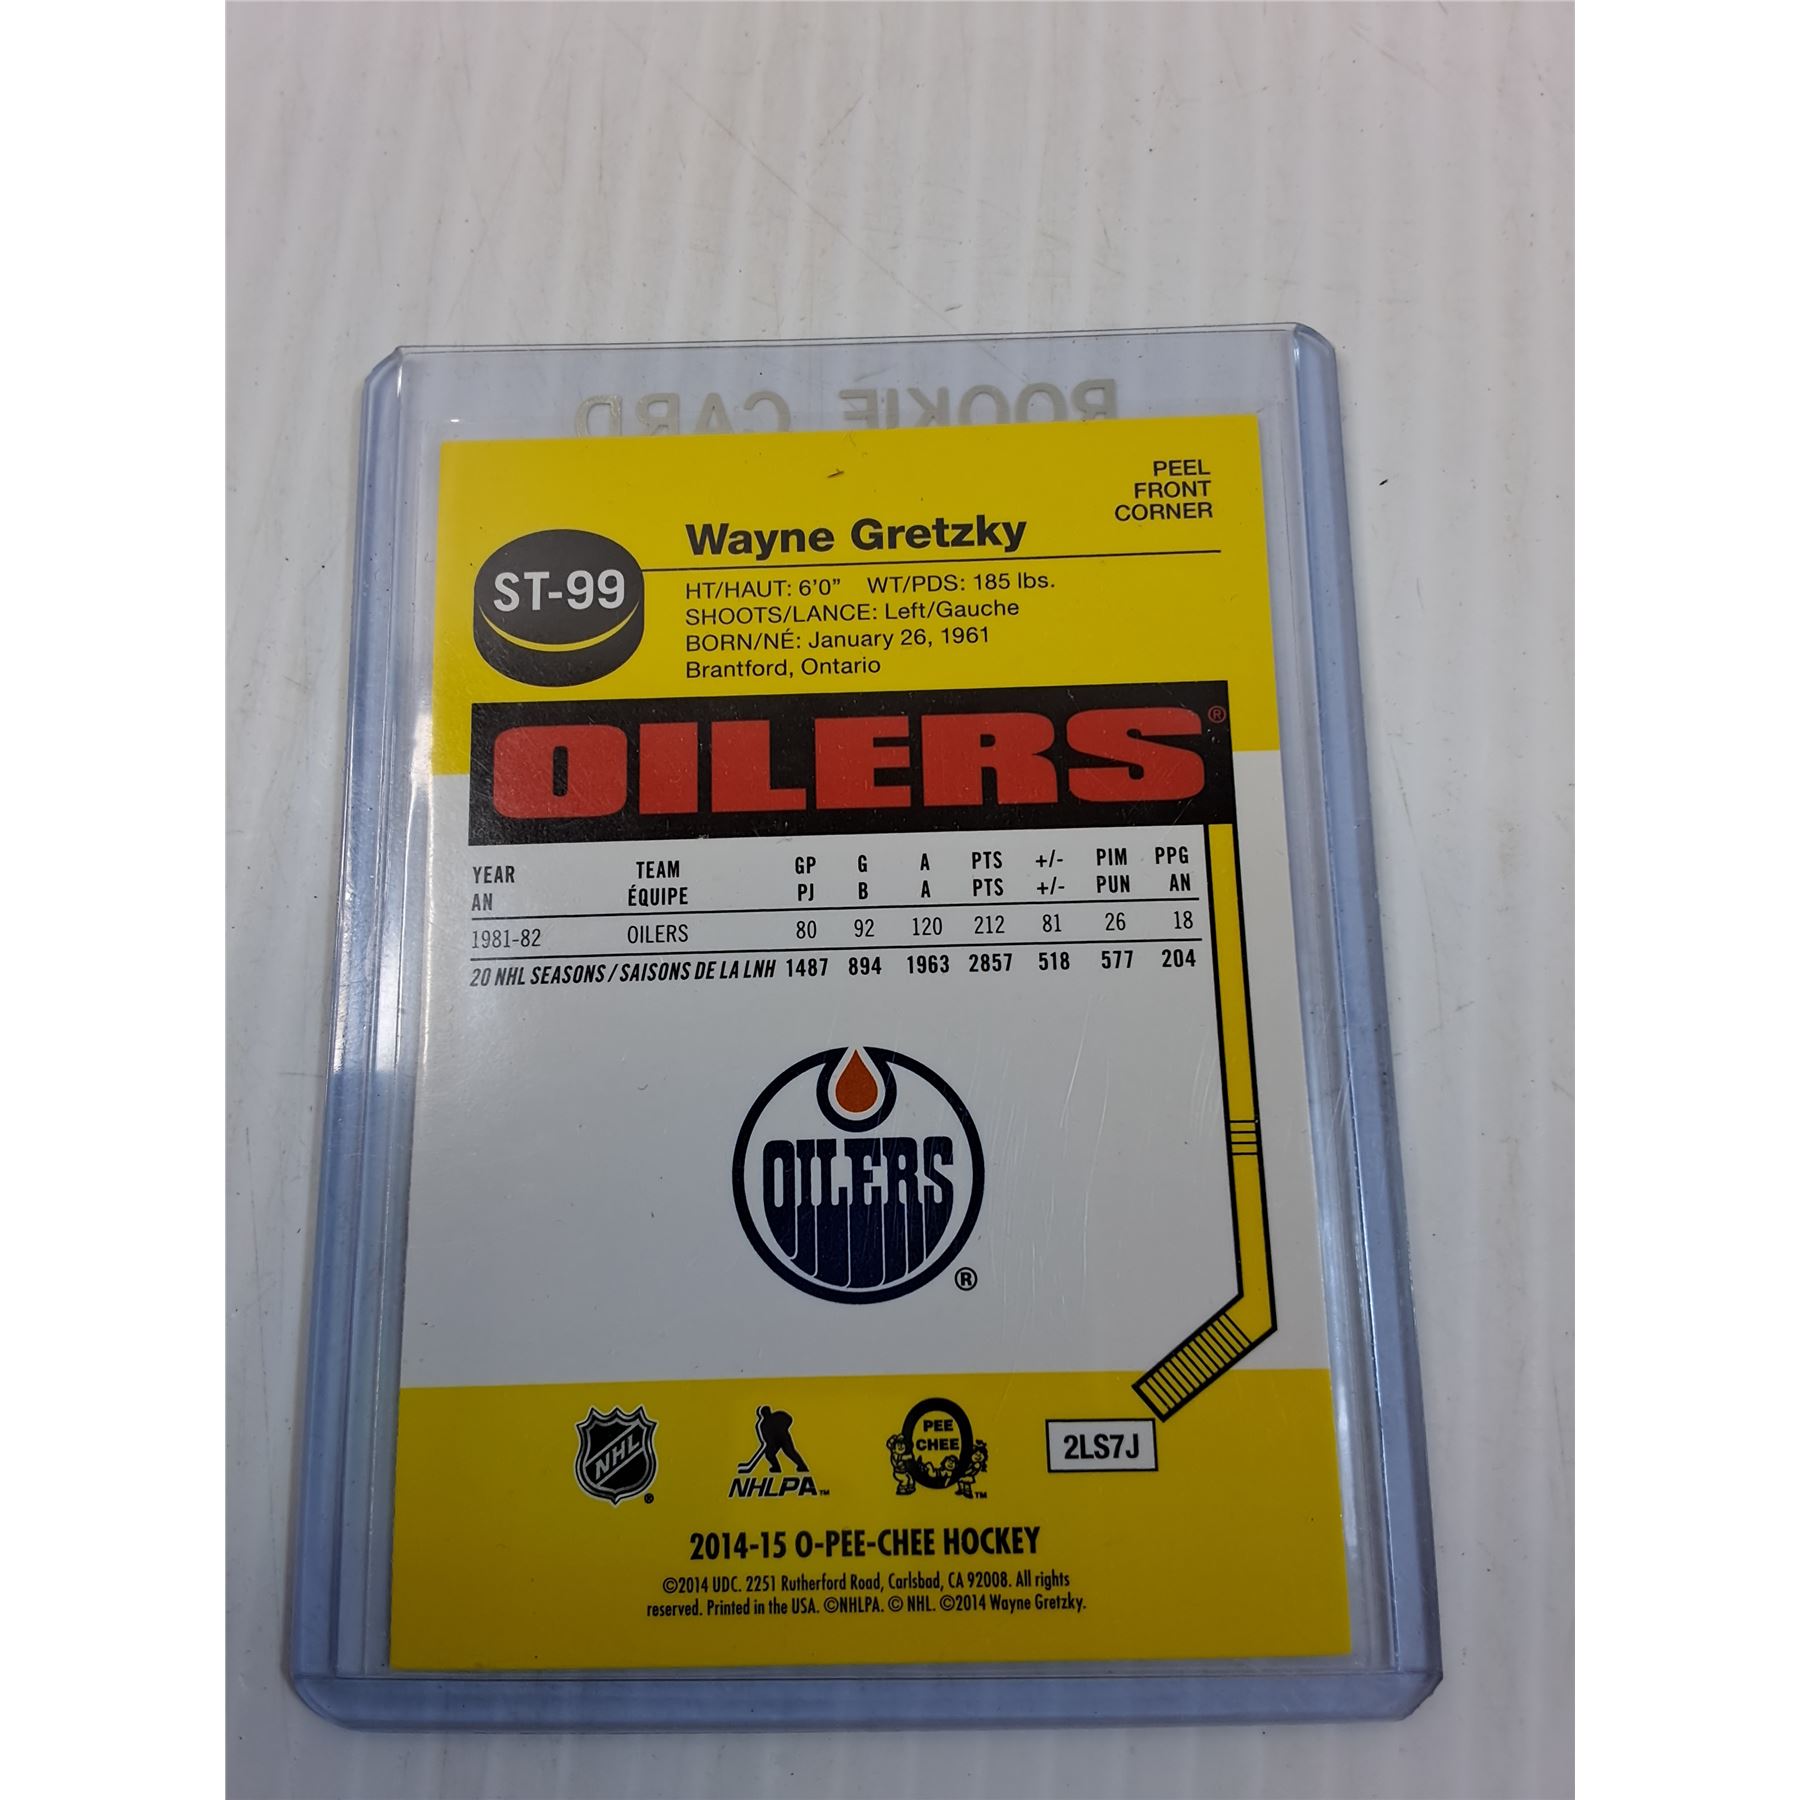 ROOKIE CARD
PEEL
FRONT
CORNER
Wayne Gretzky
ST-99
HT/HAUT: 6'0” WT/PDS: 185 lbs.
SHOOTS/LANCE: Left/Gauche
BORN/NÉ: January 26, 1961
Brantford, Ontario
OILERS®
YEAR TEAM GP G A PTS +/- PIM PPG
AN ÉQUIPE PJ B A PTS +/- PUN AN
1981-82 OILERS 80 92 120 212 81 26 18
20 NHL SEASONS / SAISONS DE LA LNH 1487 894 1963 2857 518 577 204
OILERS
®
NHL ® NHLPA™ PEE CHEE ™ 2LS7J
2014-15 O-PEE-CHEE HOCKEY
©2014 UDC. 2251 Rutherford Road, Carlsbad, CA 92008. All rights
reserved. Printed in the USA. ©NHLPA. © NHL. ©2014 Wayne Gretzky.